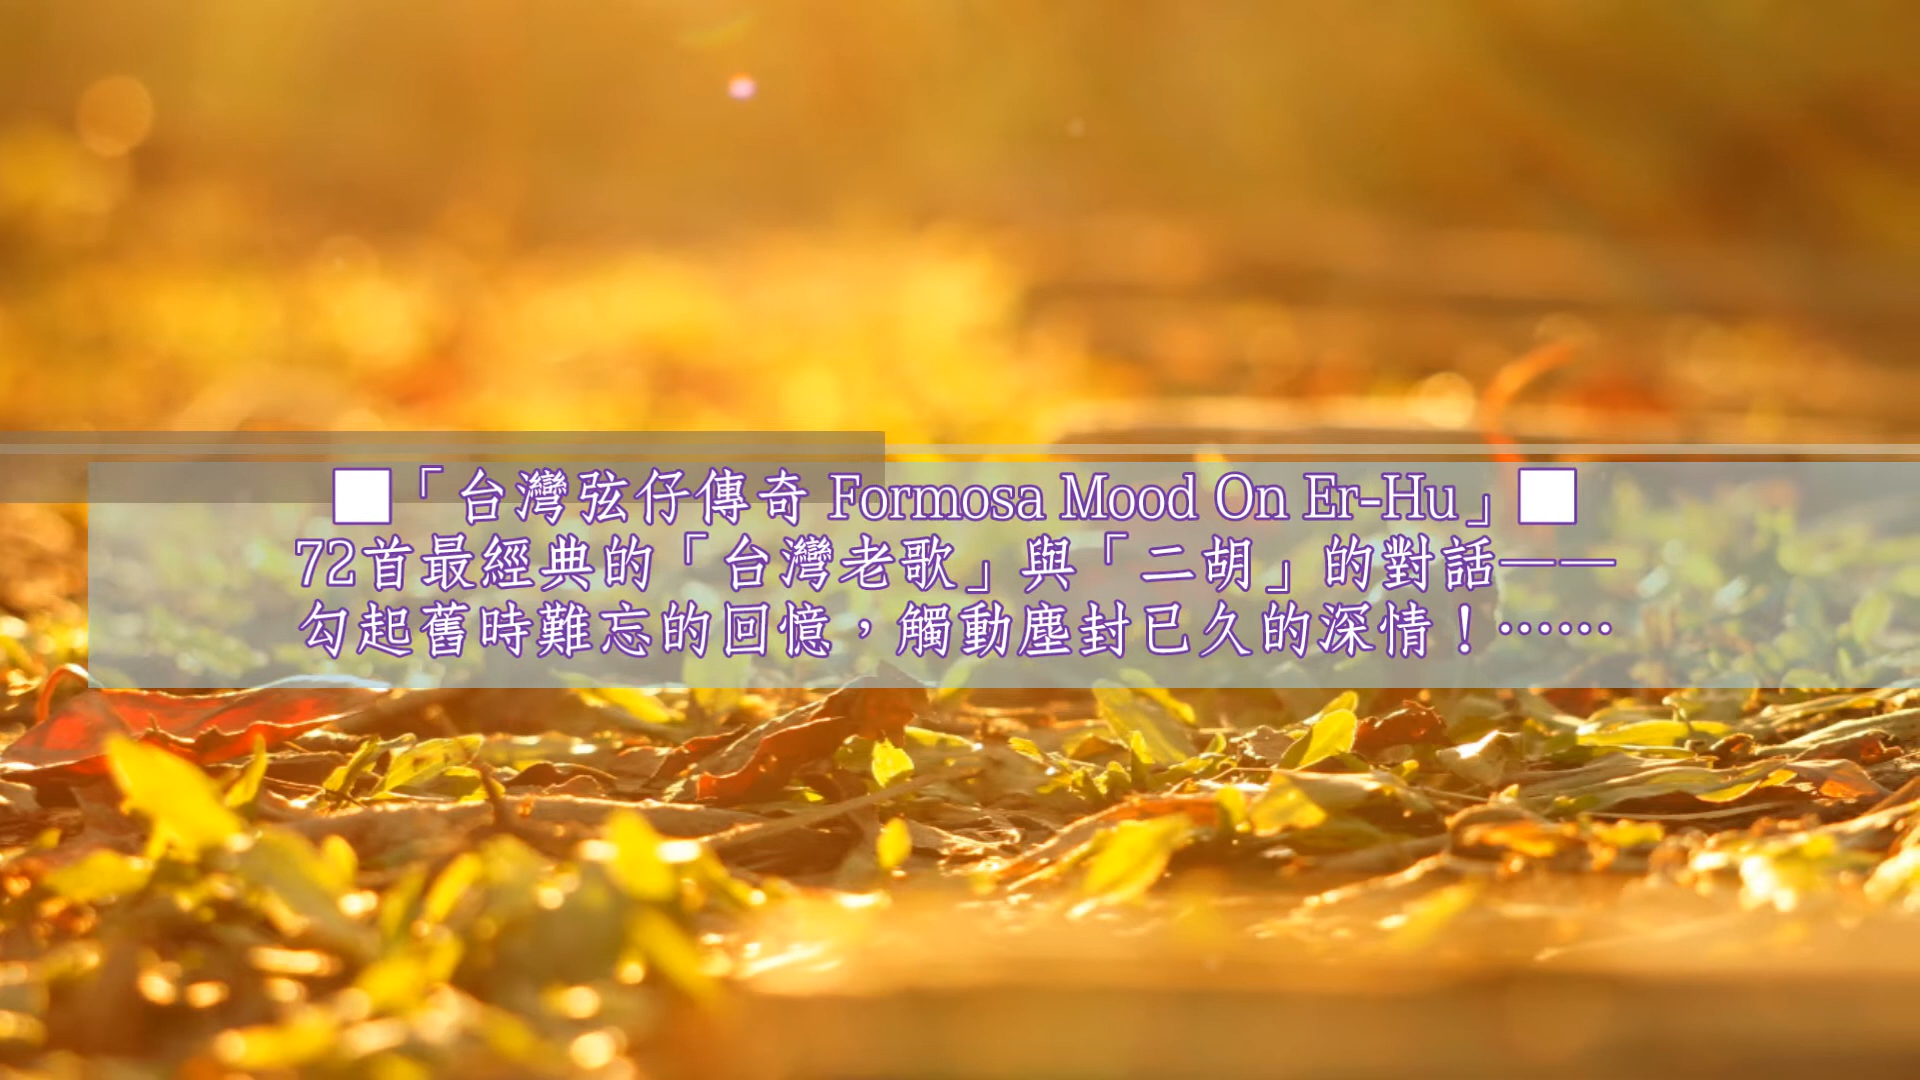 ■「台灣弦仔傳奇 Formosa Mood On Er-Hu」■
72首最經典的「台灣老歌」與「二胡」的對話——
勾起舊時難忘的回憶，觸動塵封已久的深情！⋯⋯